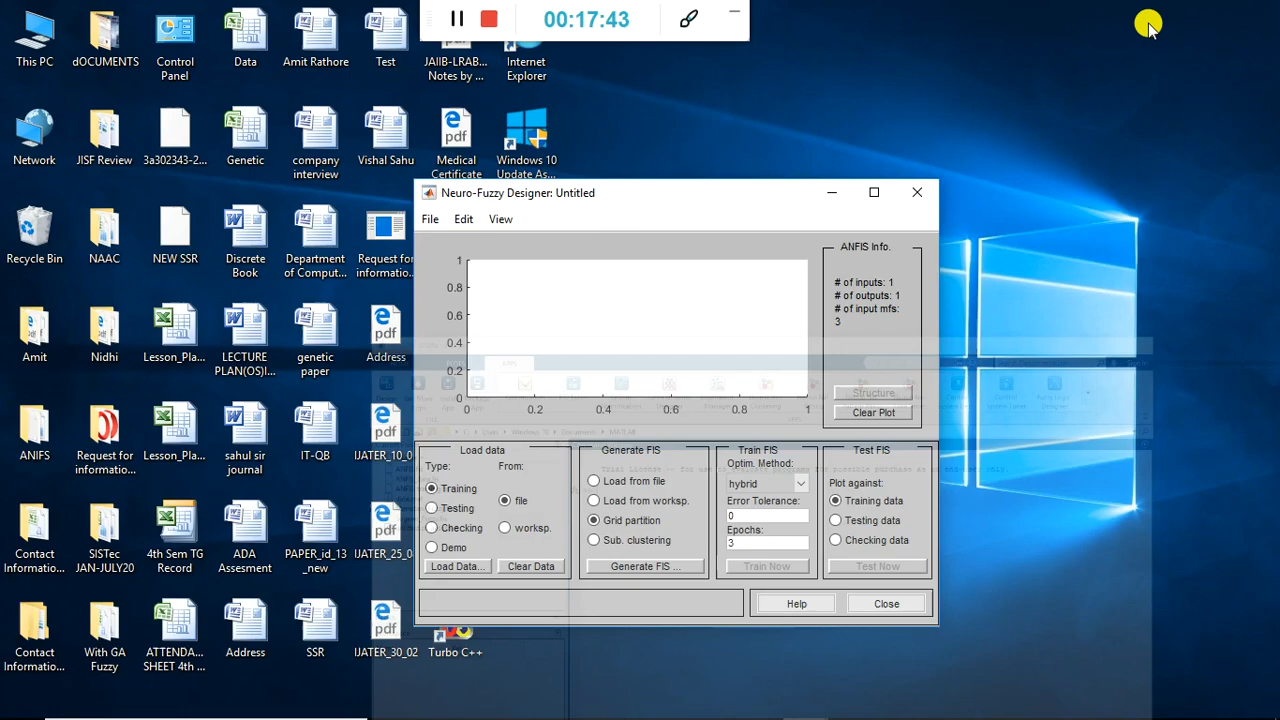 00:17:43
This PC
dOCUMENTS
Control
Panel
Data
Amit Rathore
Test
JAIIB-LRAB...
Notes by ...
Internet
Explorer
Network
JISF Review
3a302343-2...
Genetic
company
interview
Vishal Sahu
Medical
Certificate
Windows 10
Update As...
Recycle Bin
NAAC
NEW SSR
Discrete
Book
Department
of Comput...
Request for
informatio...
Amit
Nidhi
Lesson_Pla...
LECTURE
PLAN(OS)I...
genetic
paper
Address
ANIFS
Request for
informatio...
Lesson_Pla...
sahul sir
journal
IT-QB
IJATER_10_0
Contact
Informatio...
SISTec
JAN-JULY20
4th Sem TG
Record
ADA
Assesment
PAPER_id_13
_new
IJATER_25_0
Contact
Informatio...
With GA
Fuzzy
ATTENDA...
SHEET 4th ...
Address
SSR
IJATER_30_02
Turbo C++
Neuro-Fuzzy Designer: Untitled
File Edit View
1
0.8
0.6
0.4
0.2
0
0 0.2 0.4 0.6 0.8 1
ANFIS Info.
# of inputs: 1
# of outputs: 1
# of input mfs:
3
Structure
Clear Plot
Load data
Type:
From:
Training
Testing
Checking
Demo
file
worksp.
Load Data...
Clear Data
Generate FIS
Load from file
Load from worksp.
Grid partition
Sub. clustering
Generate FIS ...
Train FIS
Optim. Method:
hybrid
Error Tolerance:
0
Epochs:
3
Train Now
Test FIS
Plot against:
Training data
Testing data
Checking data
Test Now
Help
Close